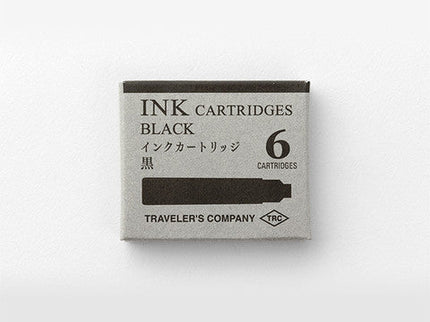 INK CARTRIDGES
BLACK
インクカートリッジ
黒
6
CARTRIDGES
TRAVELER'S COMPANY TRC